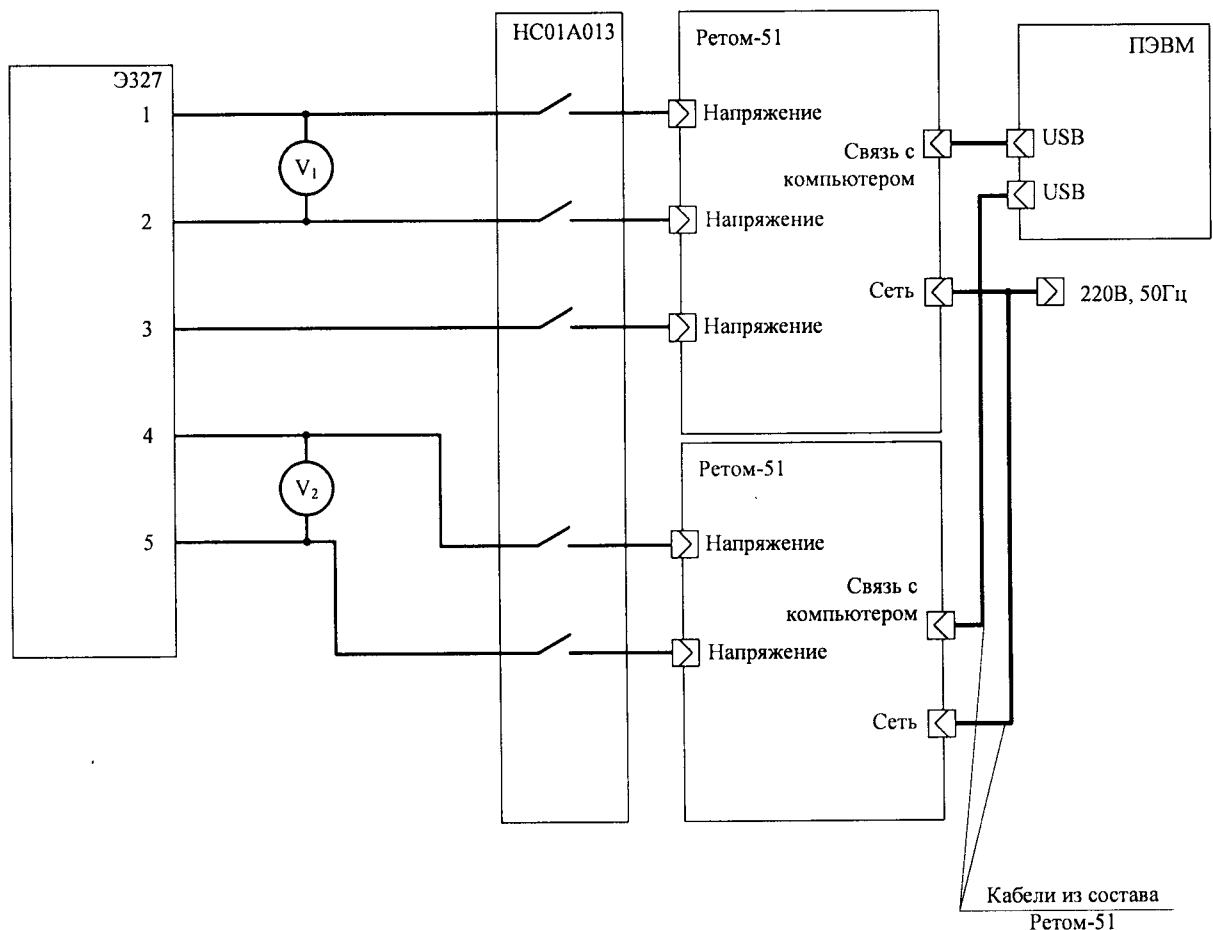 НС01А013
Ретом-51
ПЭВМ
Э327
1
Напряжение
USB
Связь с
компьютером
V₁
USB
2
Напряжение
Сеть
220В, 50Гц
3
Напряжение
4
Ретом-51
V₂
5
Напряжение
Связь с
компьютером
Напряжение
Сеть
Кабели из состава
Ретом-51